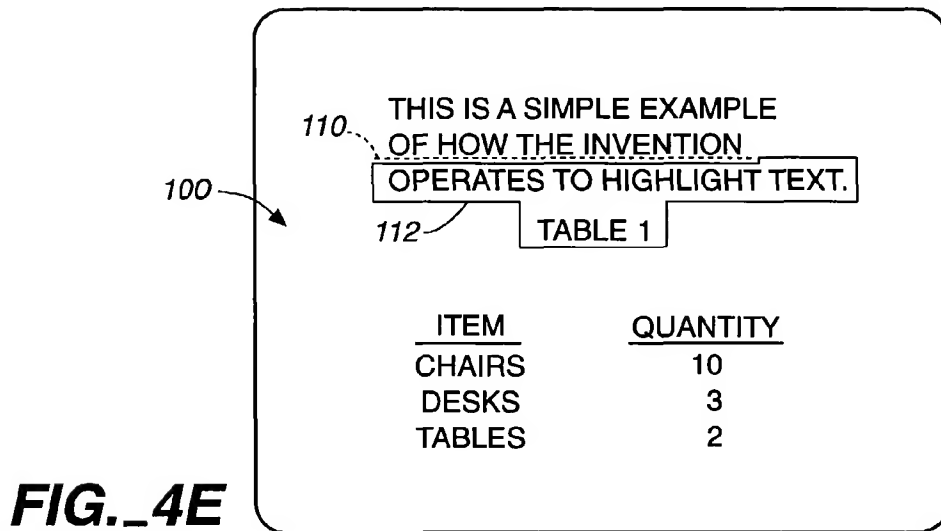 THIS IS A SIMPLE EXAMPLE
110
OF HOW THE INVENTION
100
OPERATES TO HIGHLIGHT TEXT.
112
TABLE 1
ITEM QUANTITY
CHAIRS 10
DESKS 3
TABLES 2
FIG._4E